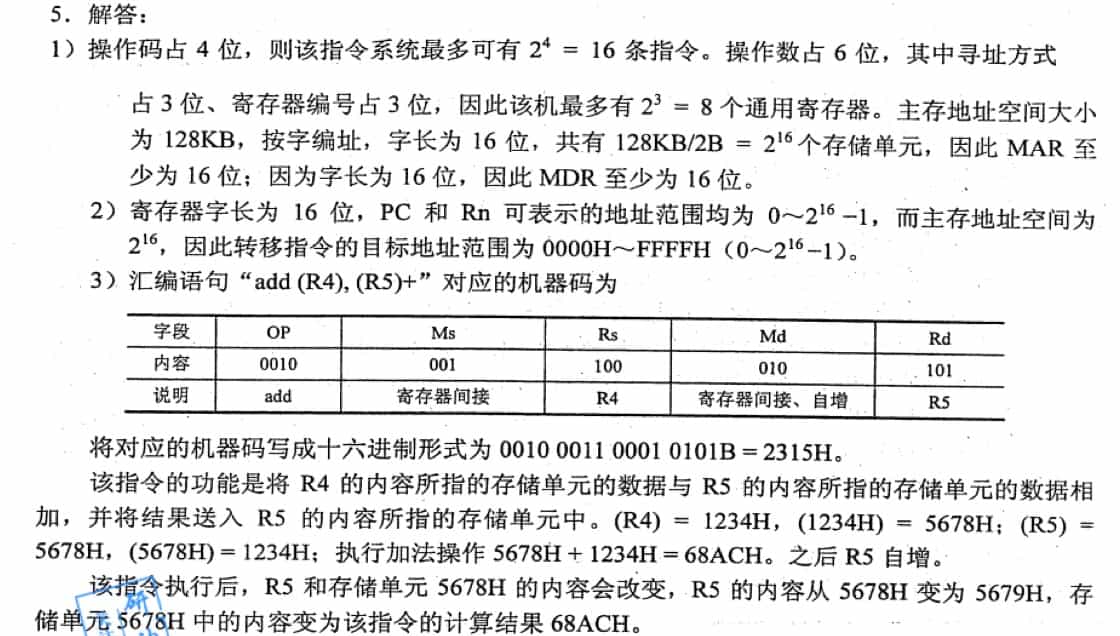 5．解答：
1）操作码占 4 位，则该指令系统最多可有 2⁴ = 16 条指令。操作数占 6 位，其中寻址方式
占 3 位、寄存器编号占 3 位，因此该机最多有 2³ = 8 个通用寄存器。主存地址空间大小
为 128KB，按字编址，字长为 16 位，共有 128KB/2B = 2¹⁶ 个存储单元，因此 MAR 至
少为 16 位；因为字长为 16 位，因此 MDR 至少为 16 位。
2）寄存器字长为 16 位，PC 和 Rn 可表示的地址范围均为 0～2¹⁶ −1，而主存地址空间为
2¹⁶，因此转移指令的目标地址范围为 0000H～FFFFH（0～2¹⁶−1）。
3）汇编语句“add (R4), (R5)+”对应的机器码为
字段 OP Ms Rs Md Rd
内容 0010 001 100 010 101
说明 add 寄存器间接 R4 寄存器间接、自增 R5
将对应的机器码写成十六进制形式为 0010 0011 0001 0101B = 2315H。
该指令的功能是将 R4 的内容所指的存储单元的数据与 R5 的内容所指的存储单元的数据相
加，并将结果送入 R5 的内容所指的存储单元中。(R4) = 1234H，(1234H) = 5678H；(R5) =
5678H，(5678H) = 1234H；执行加法操作 5678H + 1234H = 68ACH。之后 R5 自增。
该指令执行后，R5 和存储单元 5678H 的内容会改变，R5 的内容从 5678H 变为 5679H，存
储单元 5678H 中的内容变为该指令的计算结果 68ACH。